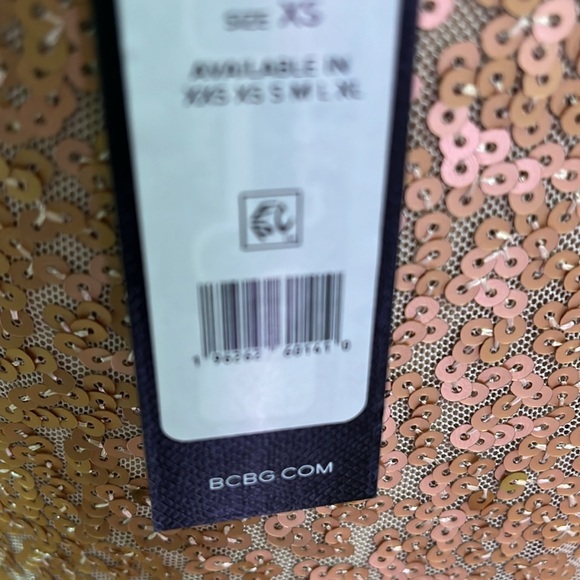 SIZE XS
AVAILABLE IN
XXS XS S M L XL
BCBG.COM